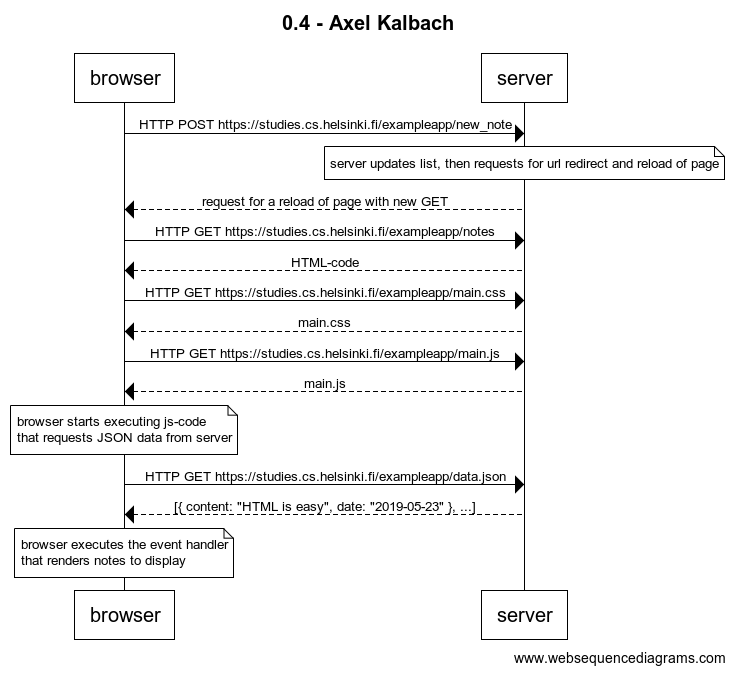 0.4 - Axel Kalbach
browser
server
HTTP POST https://studies.cs.helsinki.fi/exampleapp/new_note
server updates list, then requests for url redirect and reload of page
request for a reload of page with new GET
HTTP GET https://studies.cs.helsinki.fi/exampleapp/notes
HTML-code
HTTP GET https://studies.cs.helsinki.fi/exampleapp/main.css
main.css
HTTP GET https://studies.cs.helsinki.fi/exampleapp/main.js
main.js
browser starts executing js-code
that requests JSON data from server
HTTP GET https://studies.cs.helsinki.fi/exampleapp/data.json
[{ content: "HTML is easy", date: "2019-05-23" }, ...]
browser executes the event handler
that renders notes to display
browser
server
www.websequencediagrams.com